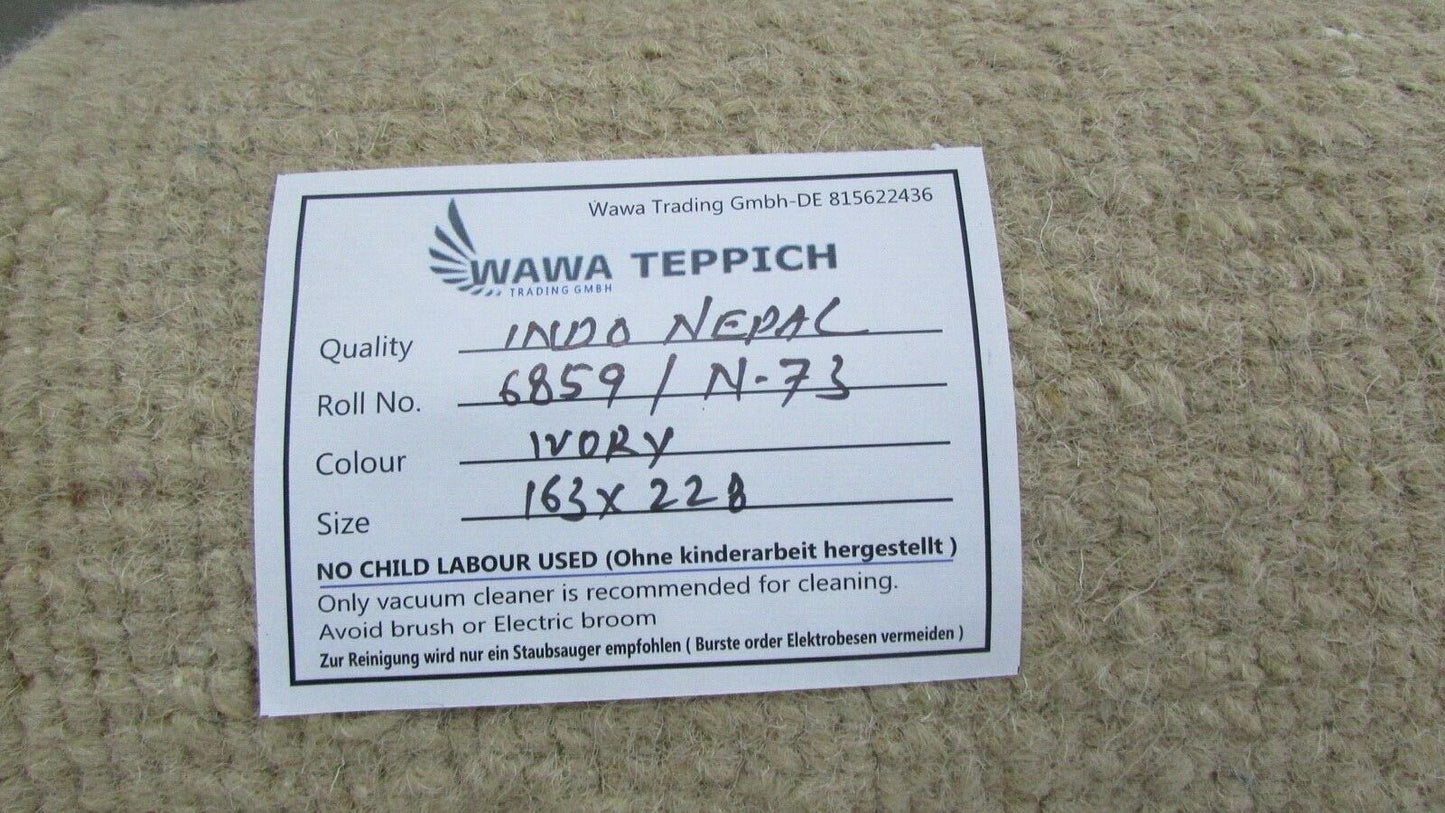 Wawa Trading Gmbh-DE 815622436
WAWA TEPPICH
TRADING GMBH
Quality INDO NEPAL
Roll No. 6859 / N-73
Colour IVORY
Size 163 x 228
NO CHILD LABOUR USED (Ohne kinderarbeit hergestellt )
Only vacuum cleaner is recommended for cleaning.
Avoid brush or Electric broom
Zur Reinigung wird nur ein Staubsauger empfohlen ( Burste order Elektrobesen vermeiden )